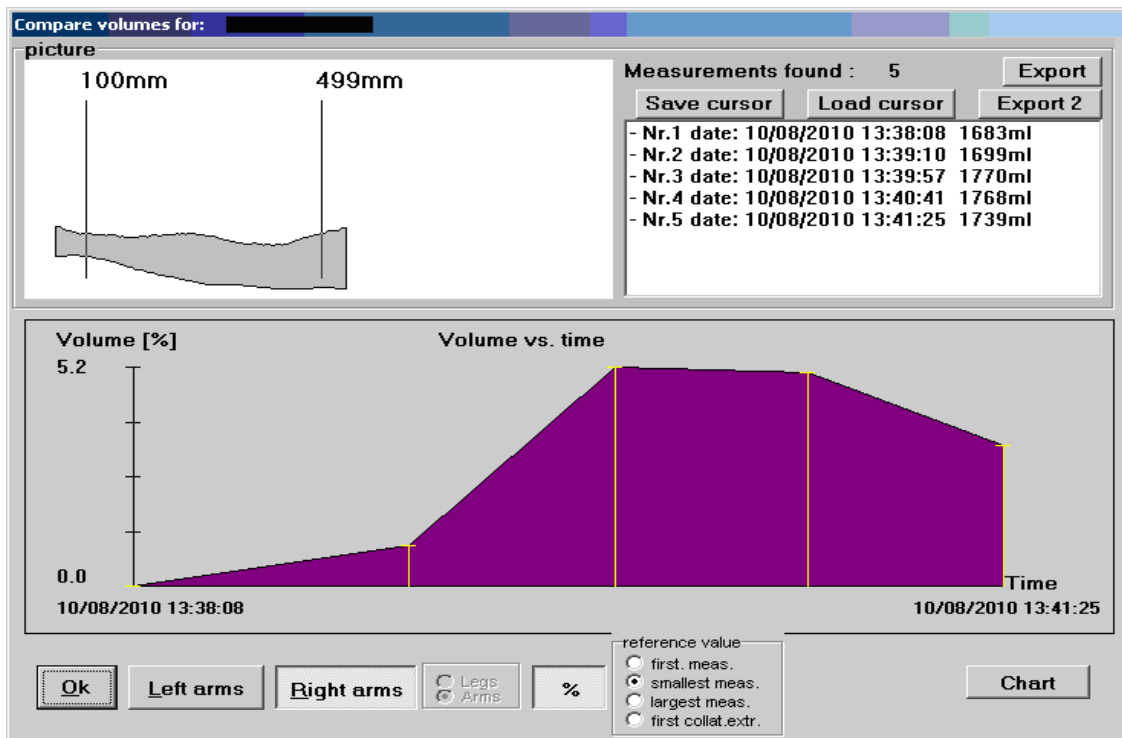 Compare volumes for:
picture
100mm 499mm
Measurements found : 5 Export
Save cursor Load cursor Export 2
- Nr.1 date: 10/08/2010 13:38:08 1683ml
- Nr.2 date: 10/08/2010 13:39:10 1699ml
- Nr.3 date: 10/08/2010 13:39:57 1770ml
- Nr.4 date: 10/08/2010 13:40:41 1768ml
- Nr.5 date: 10/08/2010 13:41:25 1739ml
Volume [%] Volume vs. time
5.2
0.0
Time
10/08/2010 13:38:08 10/08/2010 13:41:25
Ok Left arms Right arms
Legs
Arms
%
reference value
first. meas.
smallest meas.
largest meas.
first collat.extr.
Chart